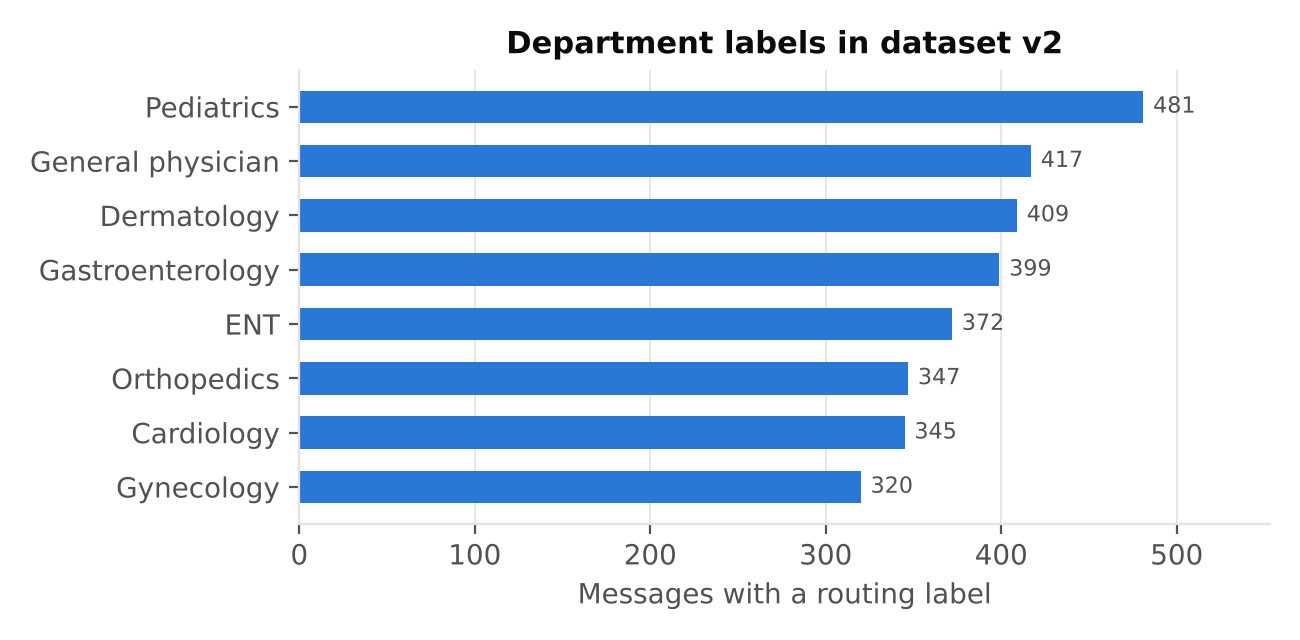 Department labels in dataset v2
Pediatrics 481
General physician 417
Dermatology 409
Gastroenterology 399
ENT 372
Orthopedics 347
Cardiology 345
Gynecology 320
0 100 200 300 400 500
Messages with a routing label